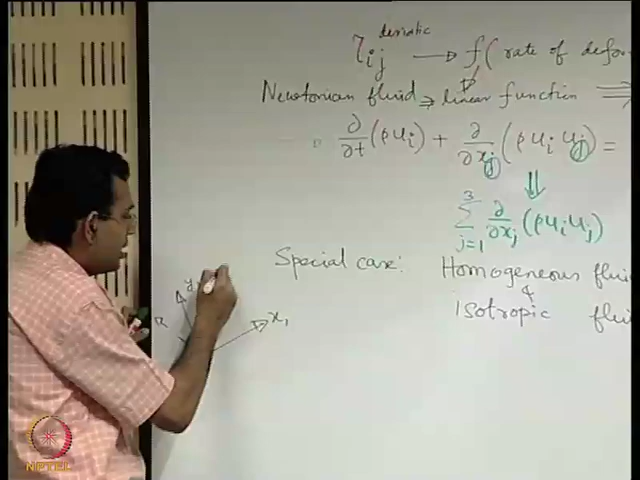 τij deviatic → f( rate of defor
Newtonian fluid ⇒ linear function ⇒
∂/∂t (ρui) + ∂/∂xj (ρui uj) =
⇓
3 Σ j=1 ∂/∂xj (ρui uj)
Special case: Homogeneous flui
&
Isotropic flui
y
x1
NPTEL